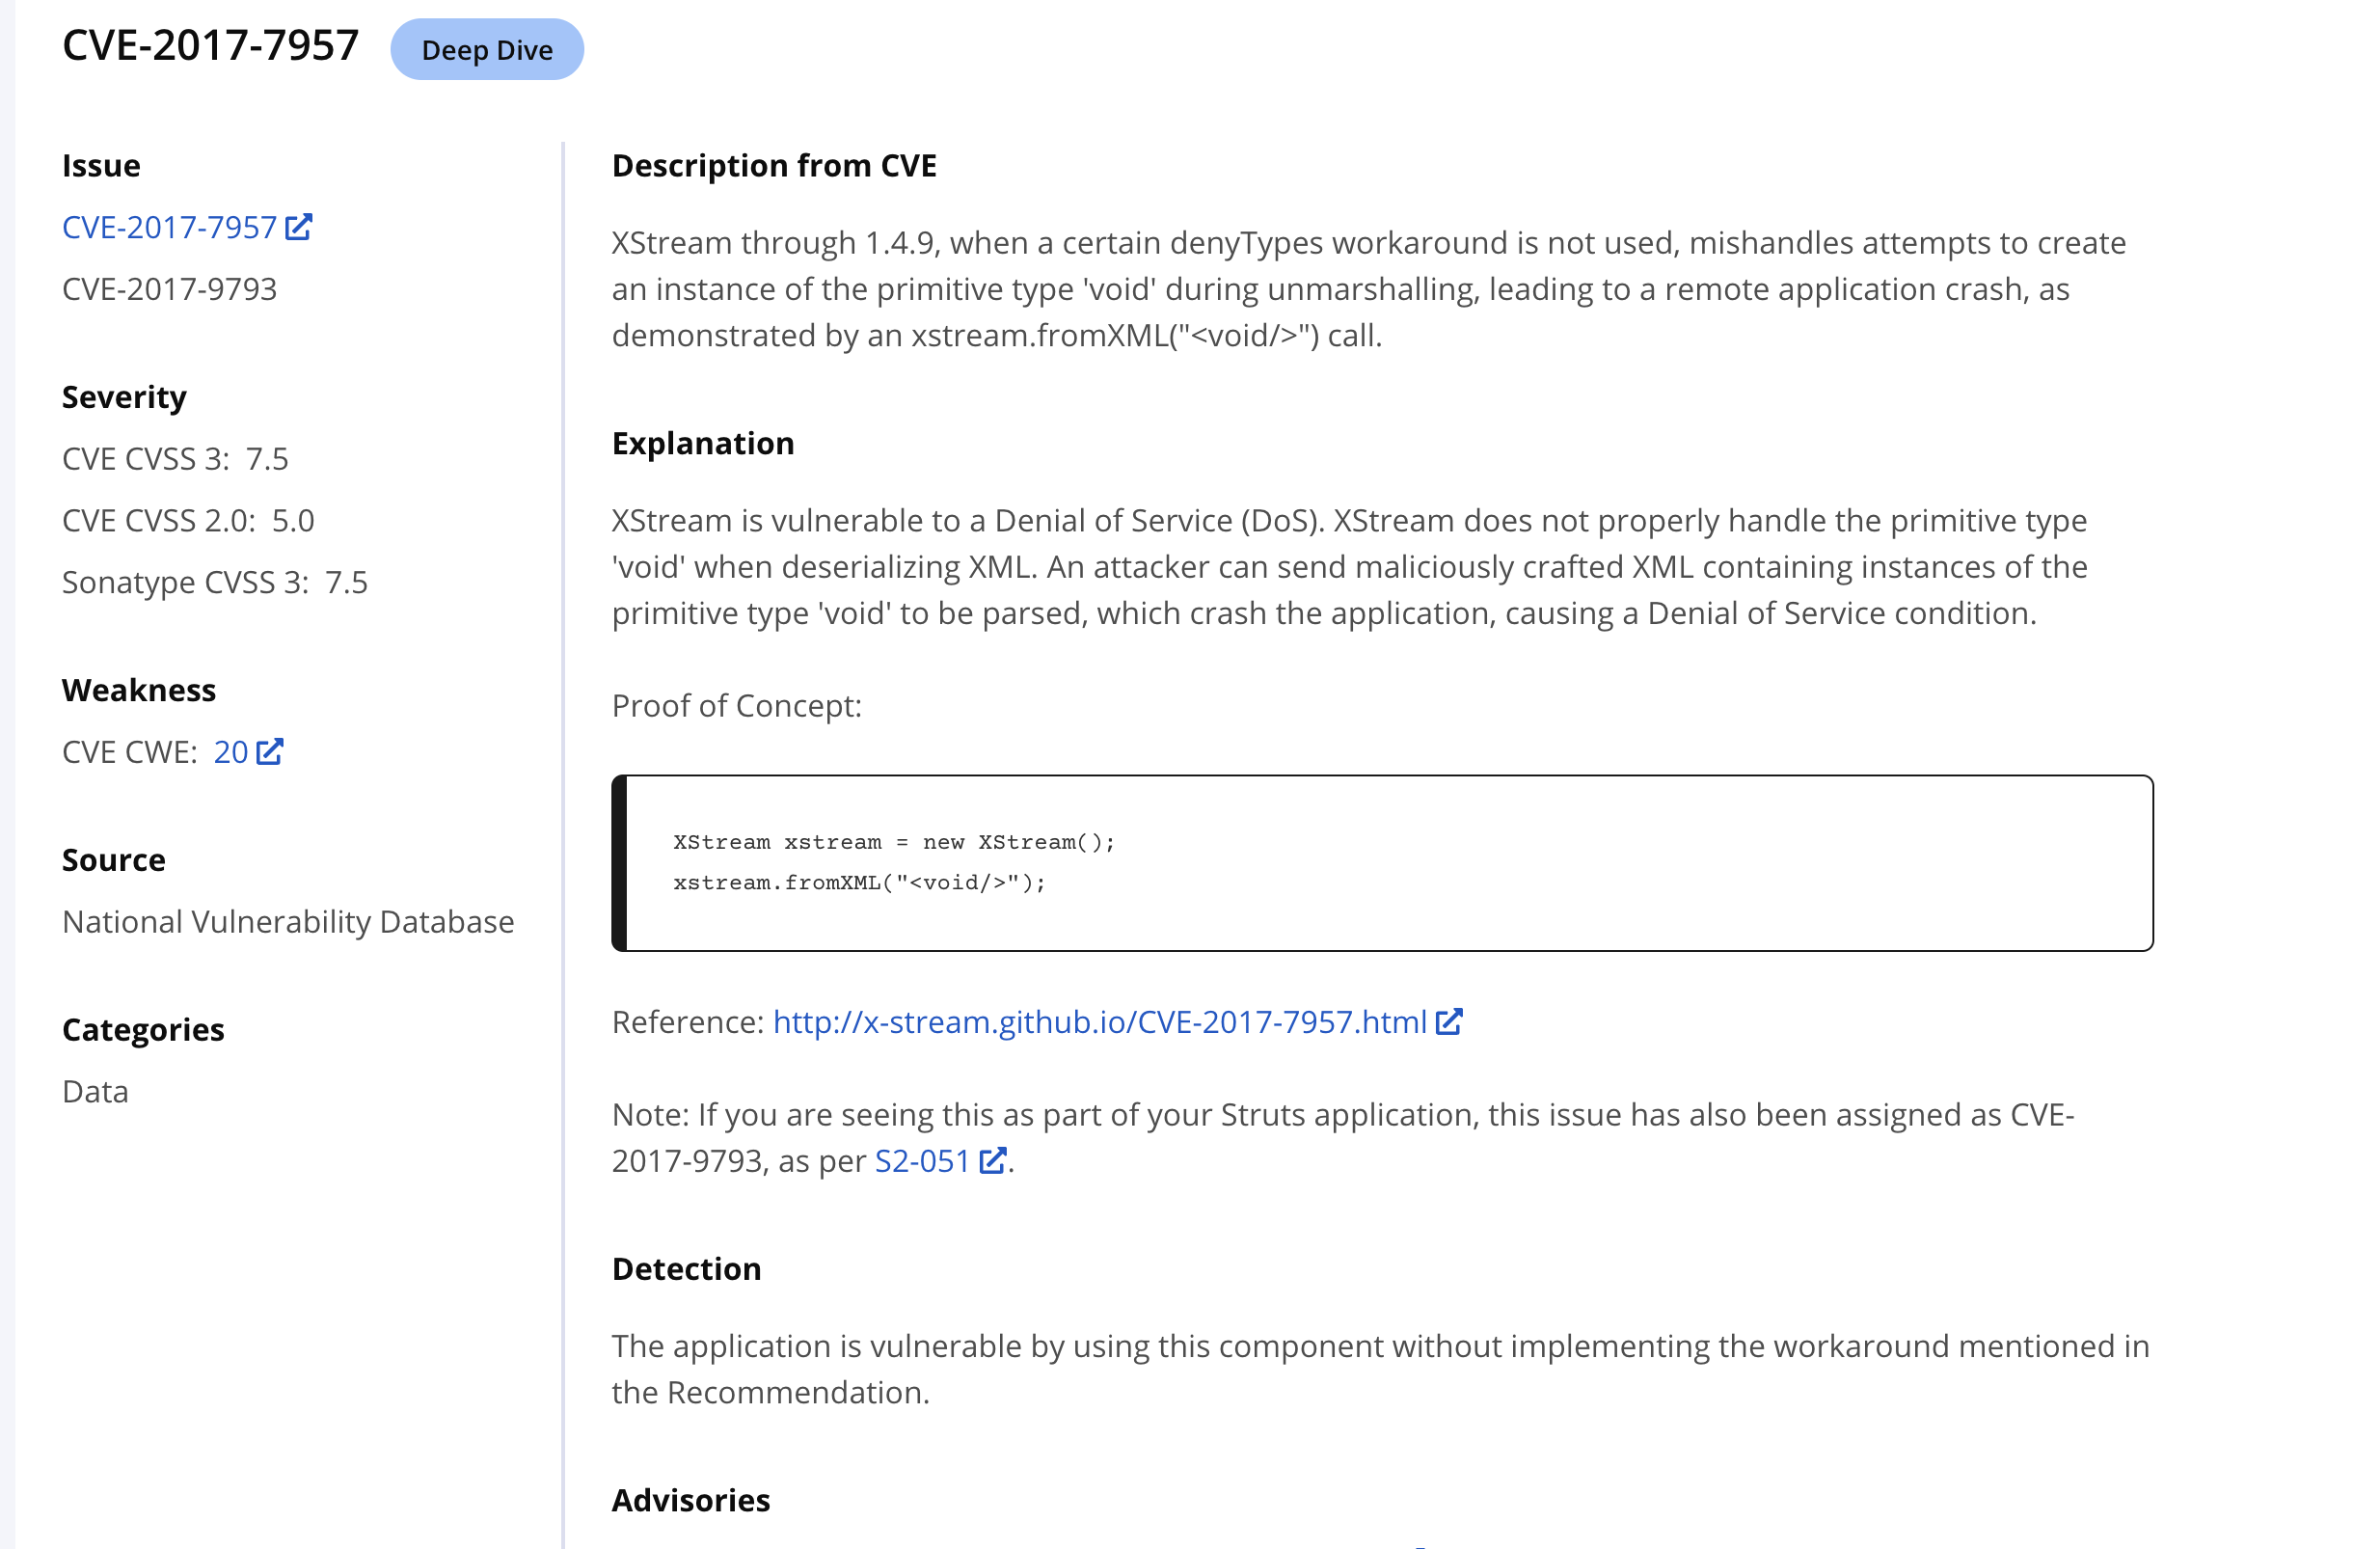 CVE-2017-7957
Deep Dive
Issue
CVE-2017-7957
CVE-2017-9793
Severity
CVE CVSS 3: 7.5
CVE CVSS 2.0: 5.0
Sonatype CVSS 3: 7.5
Weakness
CVE CWE: 20
Source
National Vulnerability Database
Categories
Data
Description from CVE
XStream through 1.4.9, when a certain denyTypes workaround is not used, mishandles attempts to create
an instance of the primitive type 'void' during unmarshalling, leading to a remote application crash, as
demonstrated by an xstream.fromXML("<void/>") call.
Explanation
XStream is vulnerable to a Denial of Service (DoS). XStream does not properly handle the primitive type
'void' when deserializing XML. An attacker can send maliciously crafted XML containing instances of the
primitive type 'void' to be parsed, which crash the application, causing a Denial of Service condition.
Proof of Concept:
XStream xstream = new XStream();
xstream.fromXML("<void/>");
Reference: http://x-stream.github.io/CVE-2017-7957.html
Note: If you are seeing this as part of your Struts application, this issue has also been assigned as CVE-
2017-9793, as per S2-051.
Detection
The application is vulnerable by using this component without implementing the workaround mentioned in
the Recommendation.
Advisories